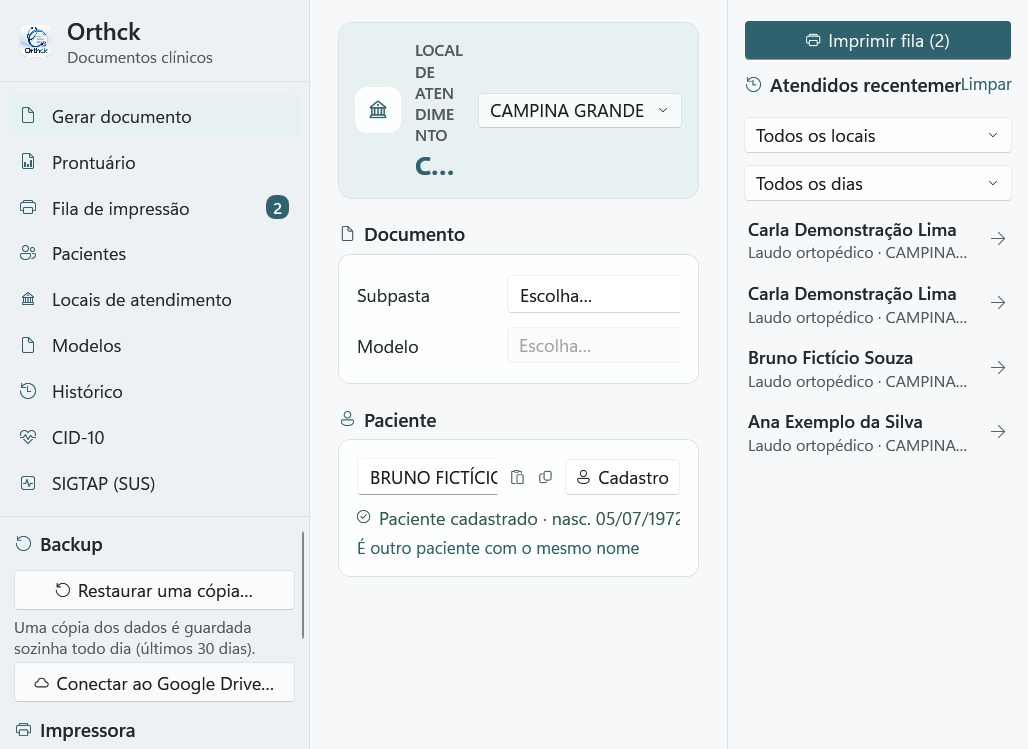 Orthck
Documentos clínicos
Gerar documento
Prontuário
Fila de impressão 2
Pacientes
Locais de atendimento
Modelos
Histórico
CID-10
SIGTAP (SUS)
Backup
Restaurar uma cópia...
Uma cópia dos dados é guardada
sozinha todo dia (últimos 30 dias).
Conectar ao Google Drive...
Impressora
LOCAL
DE
ATEN
DIME
NTO
C...
CAMPINA GRANDE
Documento
Subpasta Escolha...
Modelo Escolha...
Paciente
BRUNO FICTÍCIO Cadastro
Paciente cadastrado · nasc. 05/07/1972
É outro paciente com o mesmo nome
Imprimir fila (2)
Atendidos recentemer Limpar
Todos os locais
Todos os dias
Carla Demonstração Lima
Laudo ortopédico · CAMPINA...
Carla Demonstração Lima
Laudo ortopédico · CAMPINA...
Bruno Fictício Souza
Laudo ortopédico · CAMPINA...
Ana Exemplo da Silva
Laudo ortopédico · CAMPINA...